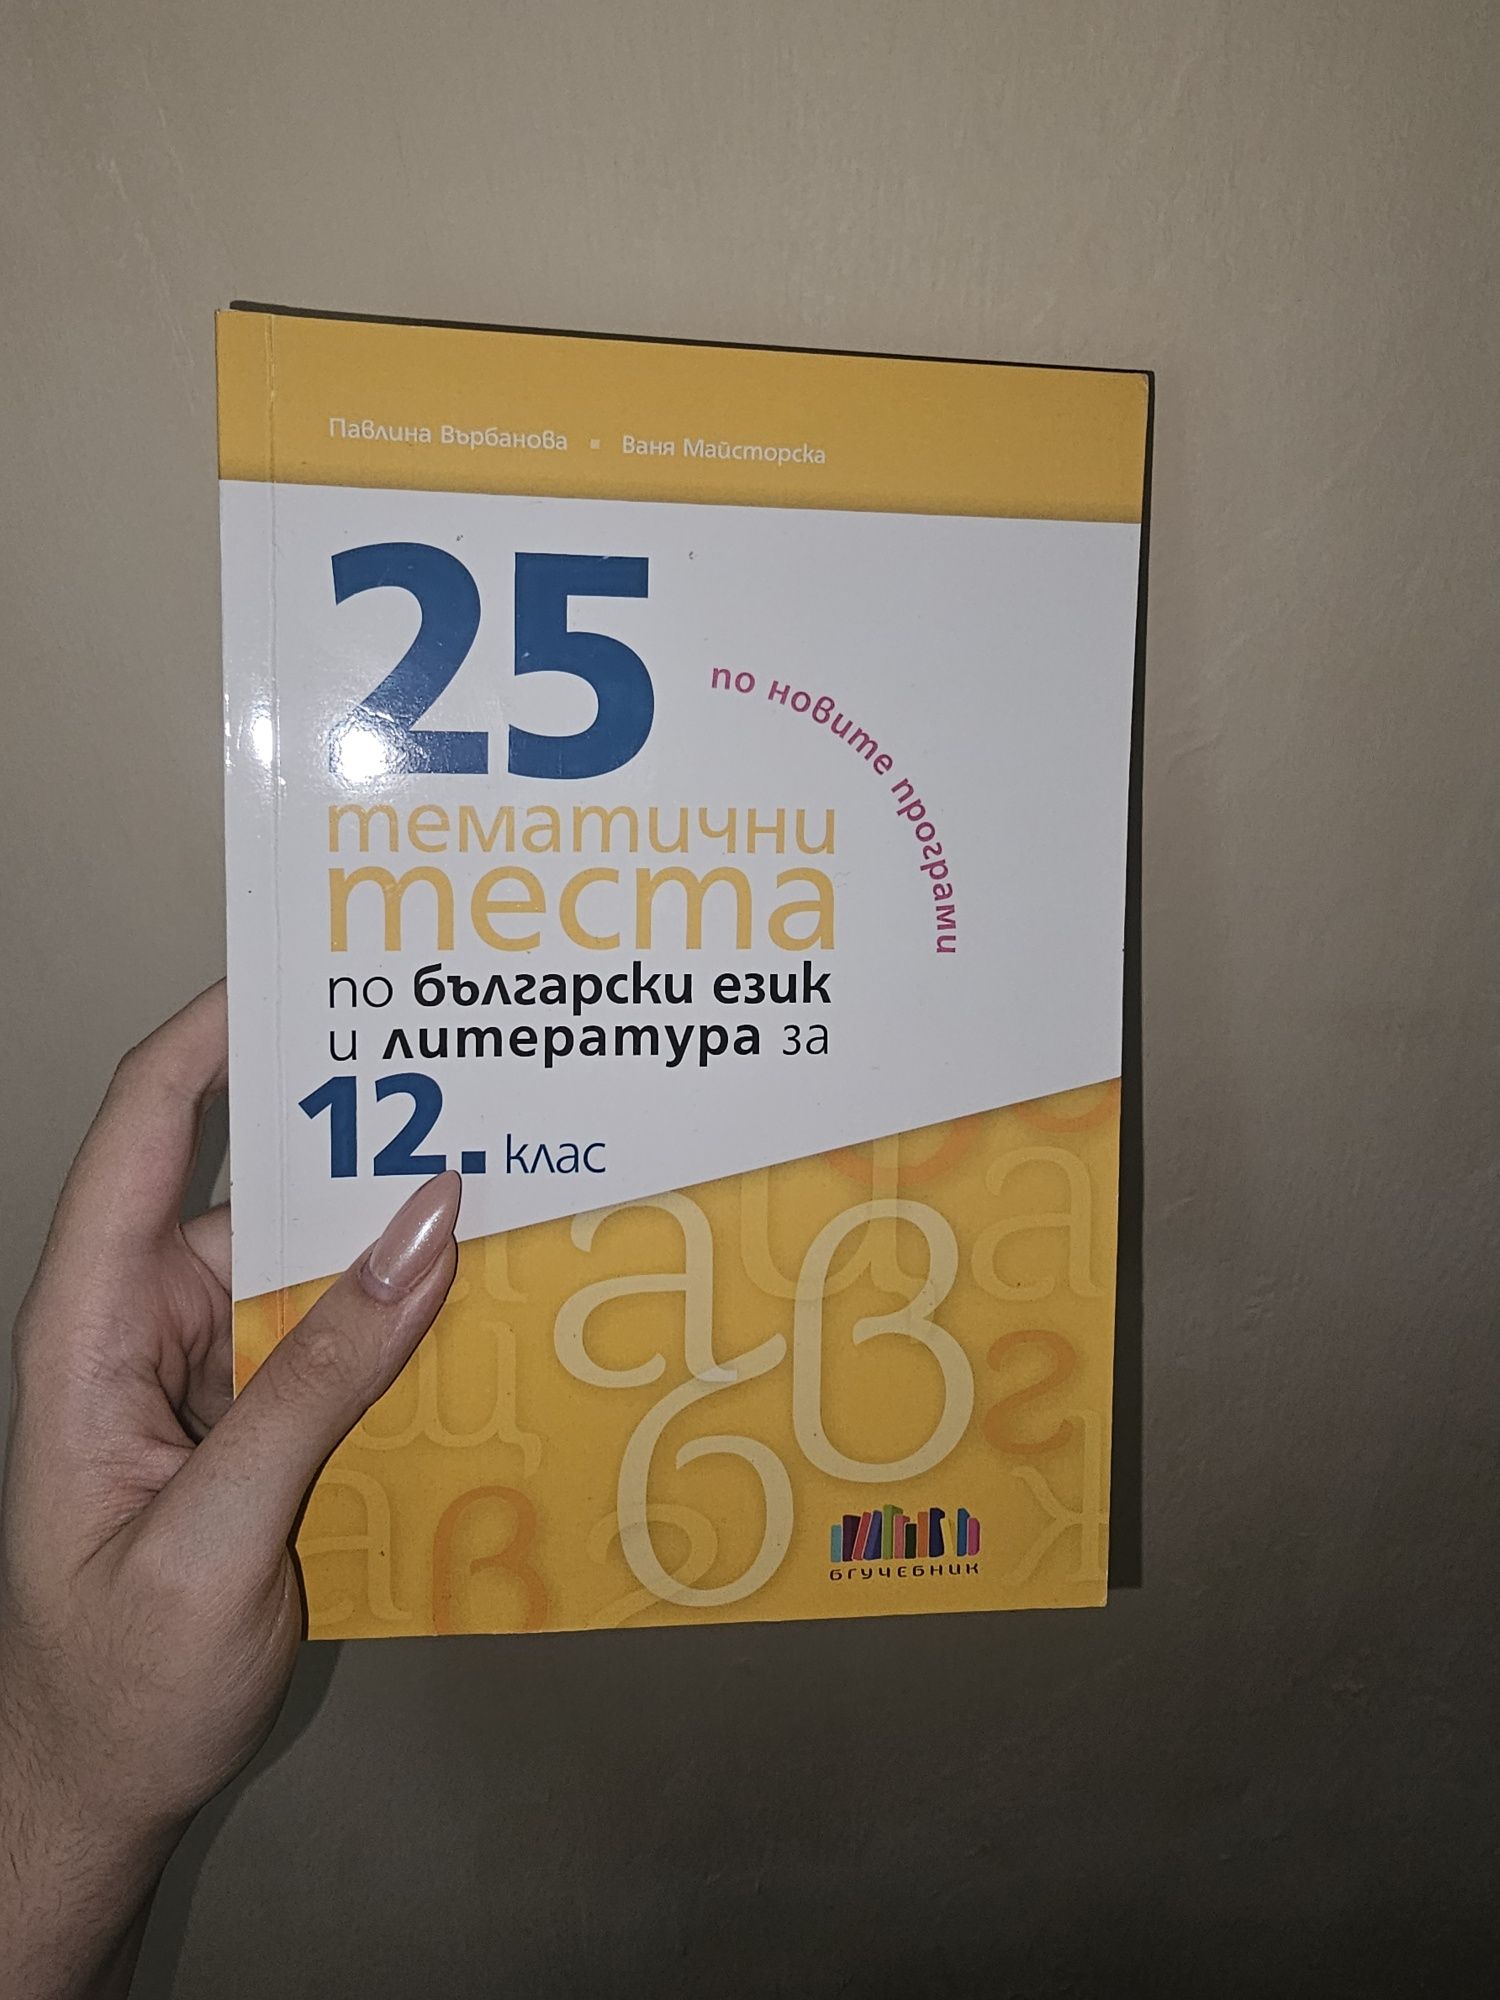 Павлина Върбанова ▪ Ваня Майсторска
25
по новите програми
тематични
теста
по български език
и литература за
12. клас
а б в
БГУЧЕБНИК